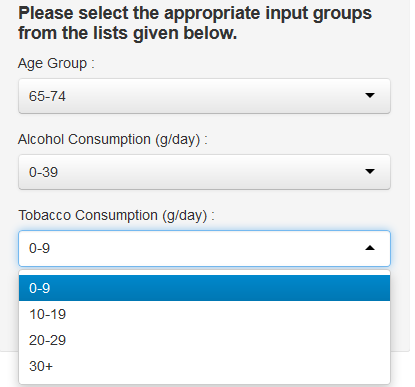 Please select the appropriate input groups
from the lists given below.
Age Group :
65-74
Alcohol Consumption (g/day) :
0-39
Tobacco Consumption (g/day) :
0-9
0-9
10-19
20-29
30+